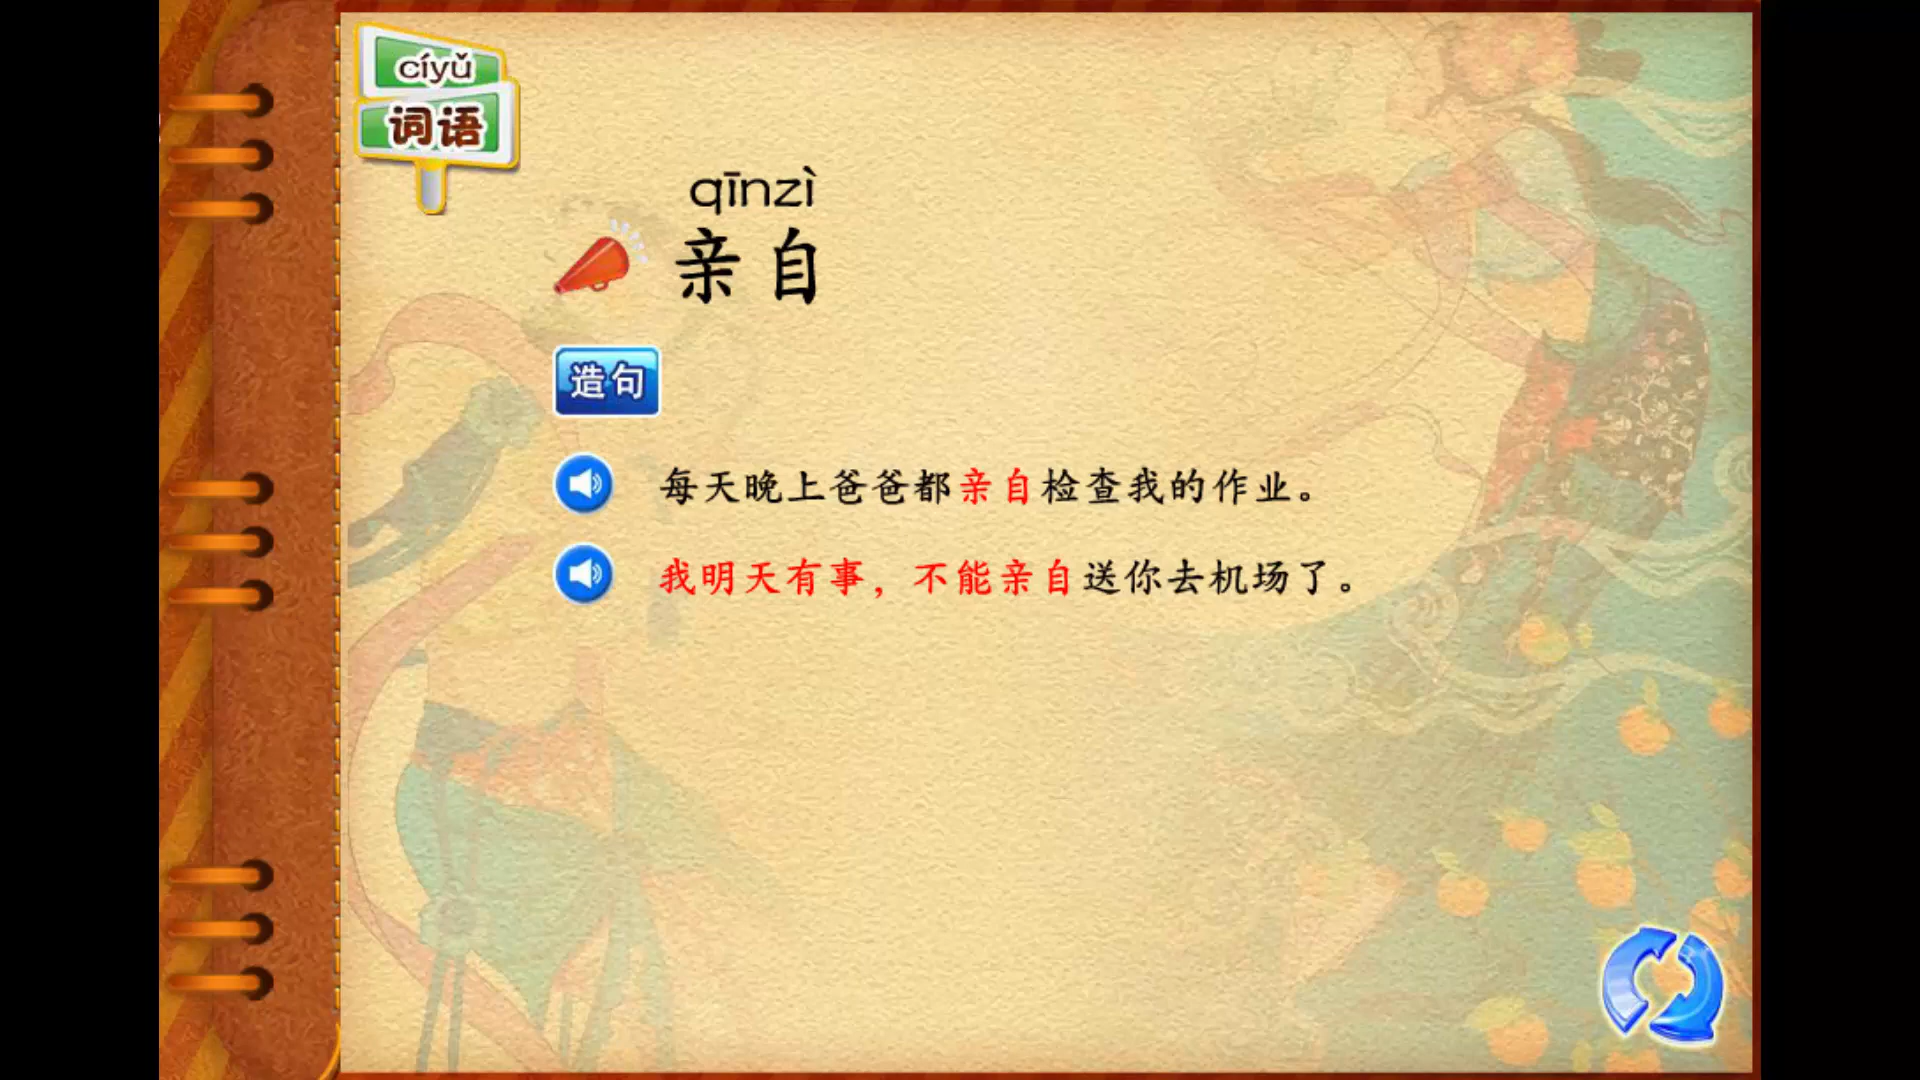 cíyǔ
词语
qīnzì
亲自
造句
每天晚上爸爸都亲自检查我的作业。
我明天有事，不能亲自送你去机场了。